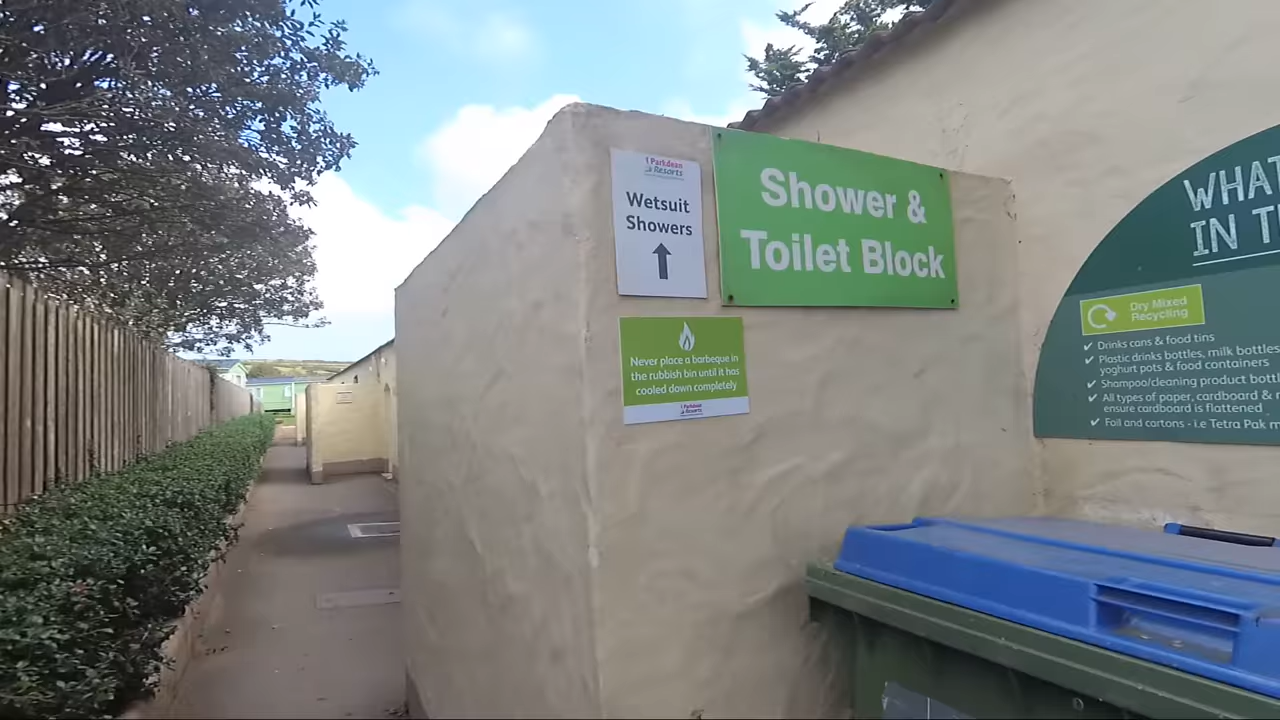 Parkdean
Resorts
Wetsuit
Showers
Shower &
Toilet Block
Never place a barbeque in
the rubbish bin until it has
cooled down completely
Parkdean
Resorts
WHAT
IN T
Dry Mixed
Recycling
Drinks cans & food tins
Plastic drinks bottles, milk bottles
yoghurt pots & food containers
Shampoo/cleaning product bottl
All types of paper, cardboard &
ensure cardboard is flattened
Foil and cartons - i.e Tetra Pak